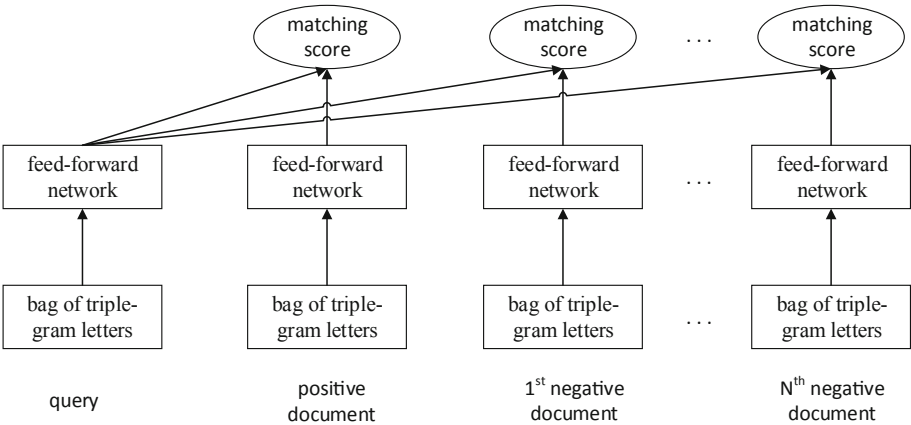 matching
score
matching
score
. . .
matching
score
feed-forward
network
feed-forward
network
feed-forward
network
. . .
feed-forward
network
bag of triple-
gram letters
bag of triple-
gram letters
bag of triple-
gram letters
. . .
bag of triple-
gram letters
query
positive
document
1st negative
document
Nth negative
document